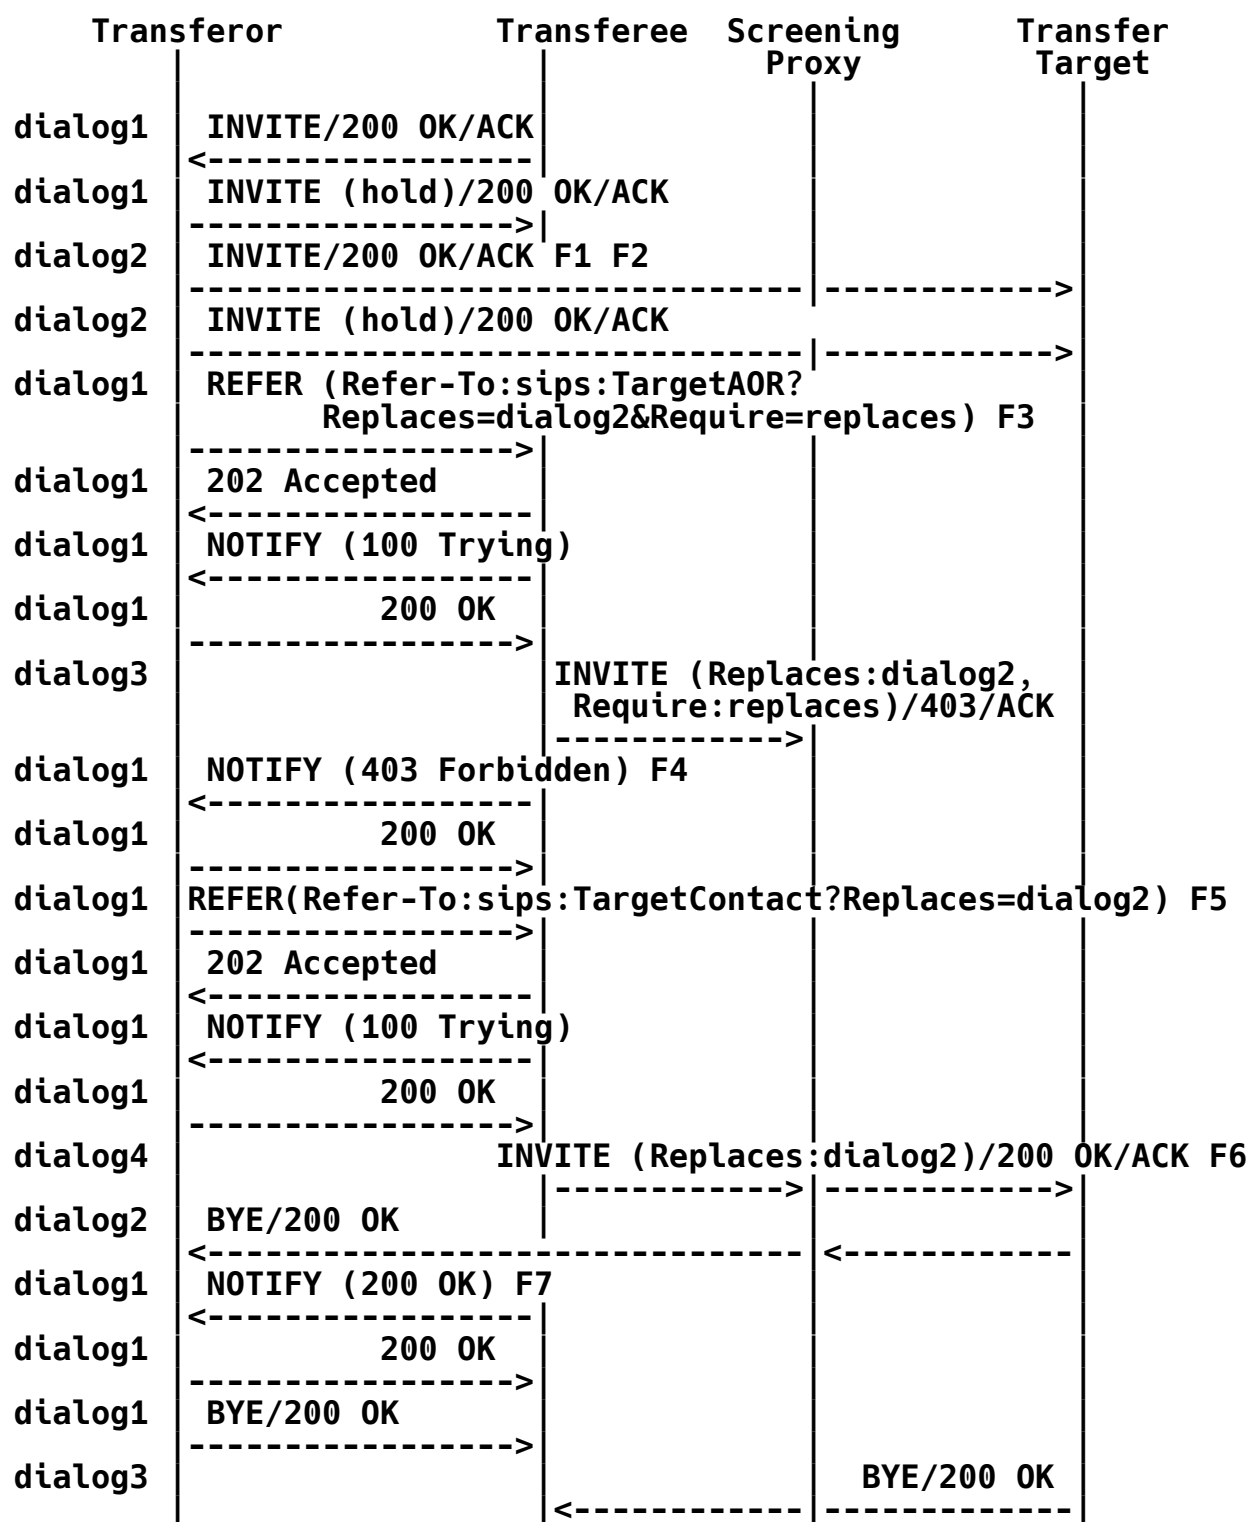 Transferor Transferee Screening Transfer
Proxy Target
dialog1 INVITE/200 OK/ACK
dialog1 INVITE (hold)/200 OK/ACK
dialog2 INVITE/200 OK/ACK F1 F2
dialog2 INVITE (hold)/200 OK/ACK
dialog1 REFER (Refer-To:sips:TargetAOR?
Replaces=dialog2&Require=replaces) F3
dialog1 202 Accepted
dialog1 NOTIFY (100 Trying)
dialog1 200 OK
dialog3 INVITE (Replaces:dialog2,
Require:replaces)/403/ACK
dialog1 NOTIFY (403 Forbidden) F4
dialog1 200 OK
dialog1 REFER(Refer-To:sips:TargetContact?Replaces=dialog2) F5
dialog1 202 Accepted
dialog1 NOTIFY (100 Trying)
dialog1 200 OK
dialog4 INVITE (Replaces:dialog2)/200 OK/ACK F6
dialog2 BYE/200 OK
dialog1 NOTIFY (200 OK) F7
dialog1 200 OK
dialog1 BYE/200 OK
dialog3 BYE/200 OK